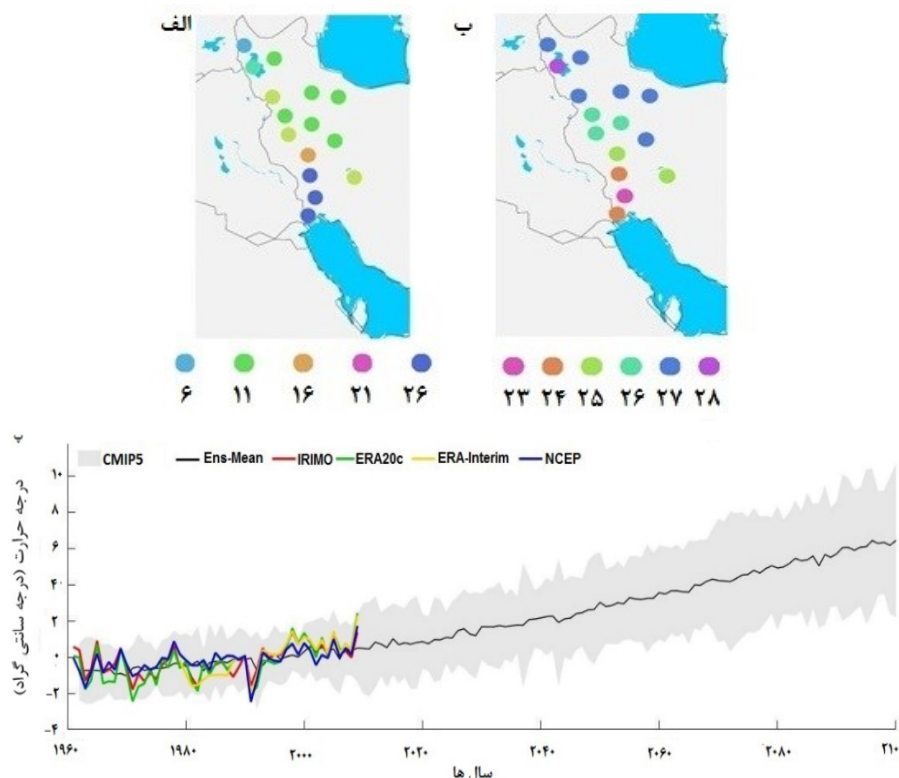 الف
ب
۶ ۱۱ ۱۶ ۲۱ ۲۶
۲۳ ۲۴ ۲۵ ۲۶ ۲۷ ۲۸
CMIP5 Ens-Mean IRIMO ERA20c ERA-Interim NCEP
درجه حرارت (درجه سانتی گراد)
۱۰
۸
۶
۴
۲
۰
-۲
-۴
۱۹۶۰ ۱۹۸۰ ۲۰۰۰ ۲۰۲۰ ۲۰۴۰ ۲۰۶۰ ۲۰۸۰ ۲۱۰
سال ها